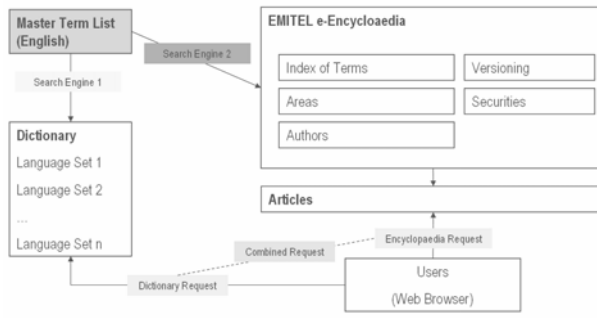 Master Term List
(English)
EMITEL e-Encycloaedia
Search Engine 2
Index of Terms
Versioning
Search Engine 1
Areas
Securities
Authors
Dictionary
Language Set 1
Language Set 2
...
Language Set n
Articles
Encyclopaedia Request
Combined Request
Dictionary Request
Users
(Web Browser)